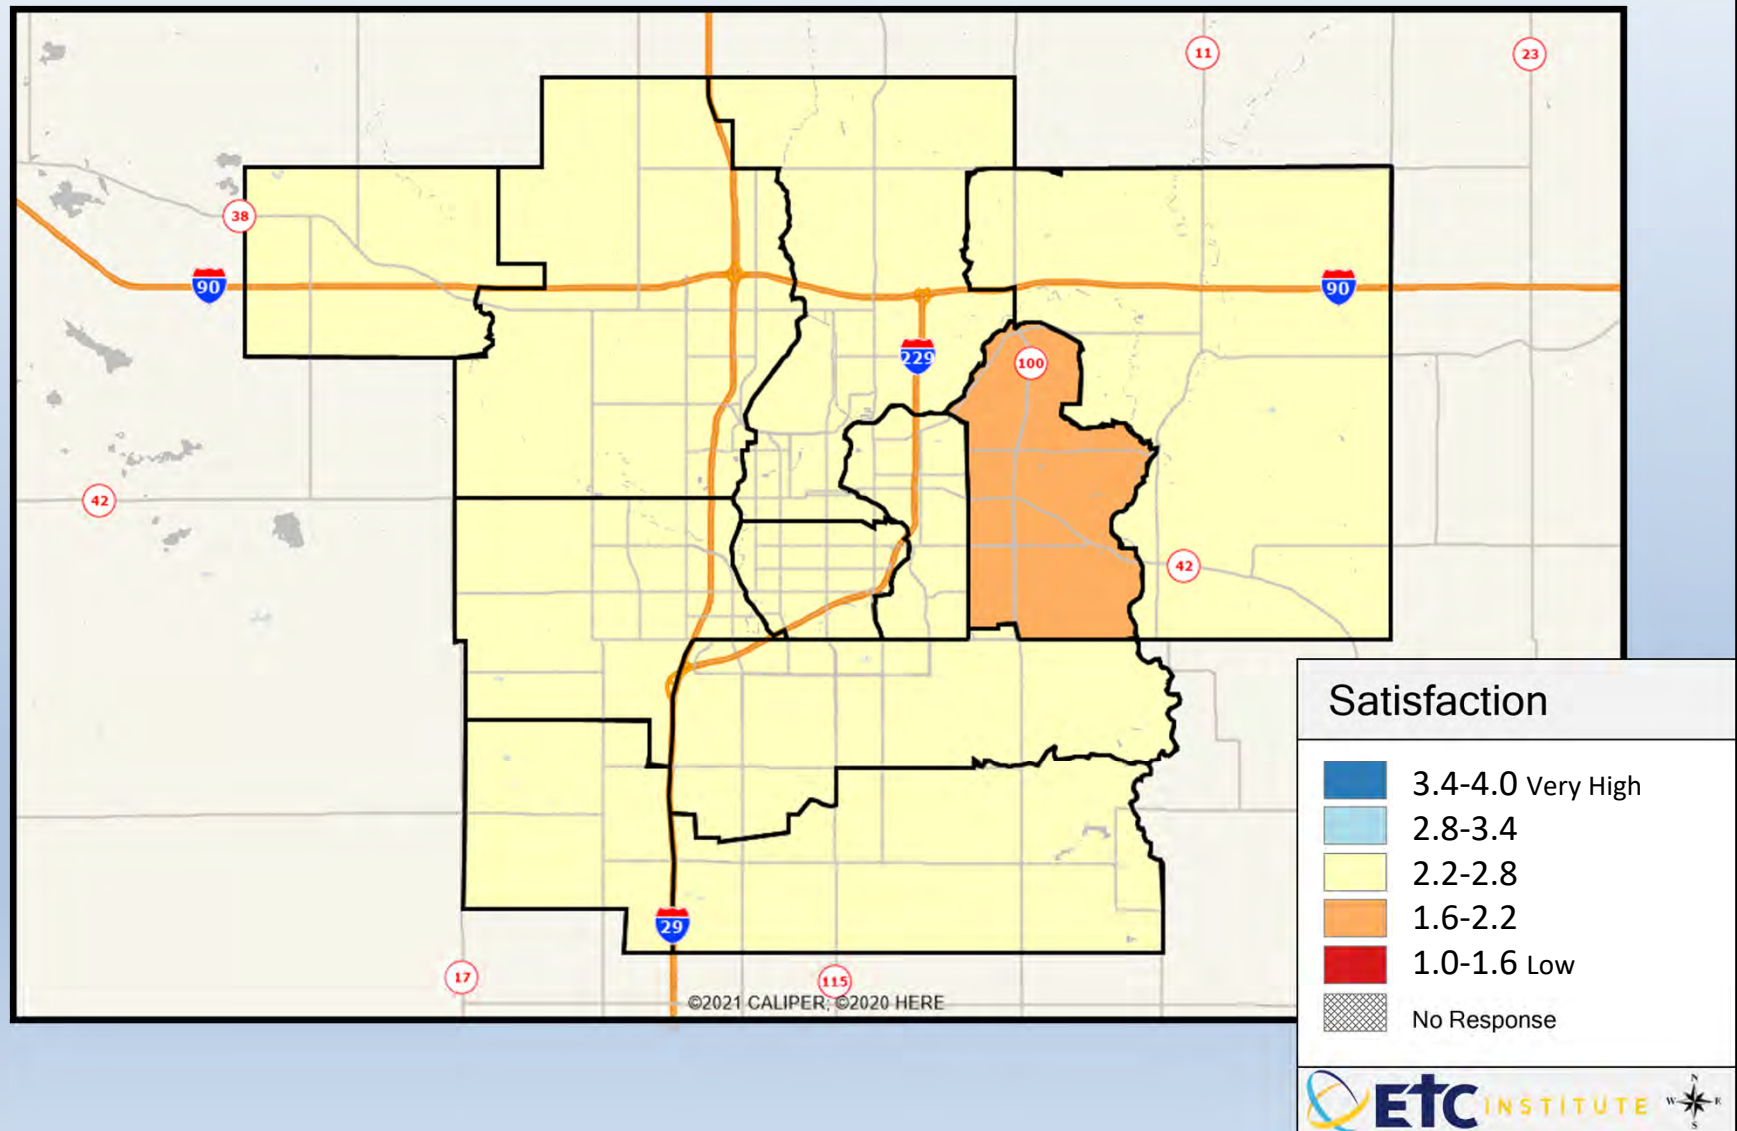 11
23
38
90
90
229
100
42
42
29
17
115
©2021 CALIPER; ©2020 HERE
Satisfaction
3.4-4.0 Very High
2.8-3.4
2.2-2.8
1.6-2.2
1.0-1.6 Low
No Response
ETC INSTITUTE
N
W E
S